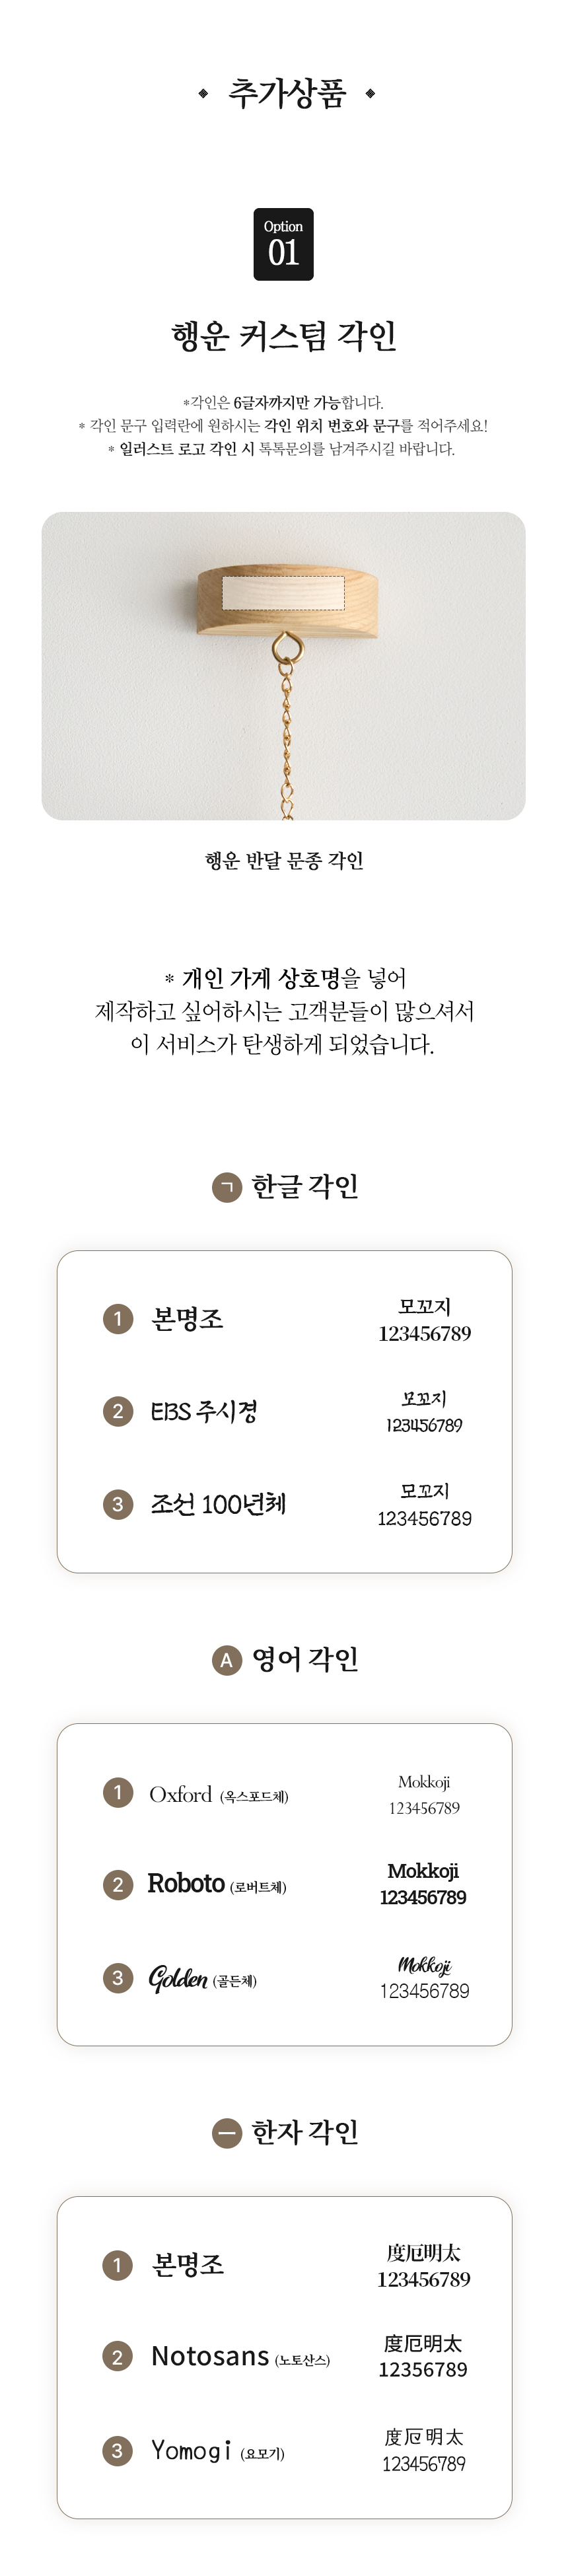 추가상품
Option
01
행운 커스텀 각인
*각인은 6글자까지만 가능합니다.
* 각인 문구 입력란에 원하시는 각인 위치 번호와 문구를 적어주세요!
* 일러스트 로고 각인 시 톡톡문의를 남겨주시길 바랍니다.
행운 반달 문종 각인
* 개인 가게 상호명을 넣어
제작하고 싶어하시는 고객분들이 많으셔서
이 서비스가 탄생하게 되었습니다.
ㄱ 한글 각인
1 본명조
모꼬지
123456789
2 EBS 주시경
모꼬지
123456789
3 조선 100년체
모꼬지
123456789
A 영어 각인
1 Oxford (옥스포드체)
Mokkoji
123456789
2 Roboto (로버트체)
Mokkoji
123456789
3 Golden (골든체)
Mokkoji
123456789
一 한자 각인
1 본명조
度厄明太
123456789
2 Notosans (노토산스)
度厄明太
12356789
3 Yomogi (요모기)
度厄明太
123456789